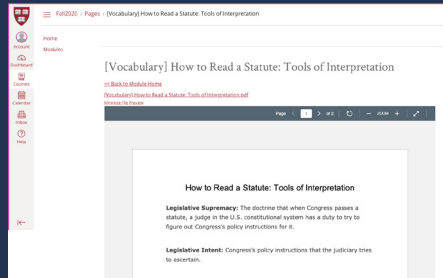 Fall2020 > Pages > [Vocabulary] How to Read a Statute: Tools of Interpretation
Account
Dashboard
Courses
Calendar
Inbox
Help
Home
Modules
[Vocabulary] How to Read a Statute: Tools of Interpretation
<< Back to Module Home
[Vocabulary] How to Read a Statute: Tools of Interpretation.pdf
Minimize File Preview
Page < 1 > of 2 ZOOM
How to Read a Statute: Tools of Interpretation
Legislative Supremacy: The doctrine that when Congress passes a
statute, a judge in the U.S. constitutional system has a duty to try to
figure out Congress's policy instructions for it.
Legislative Intent: Congress's policy instructions that the judiciary tries
to ascertain.